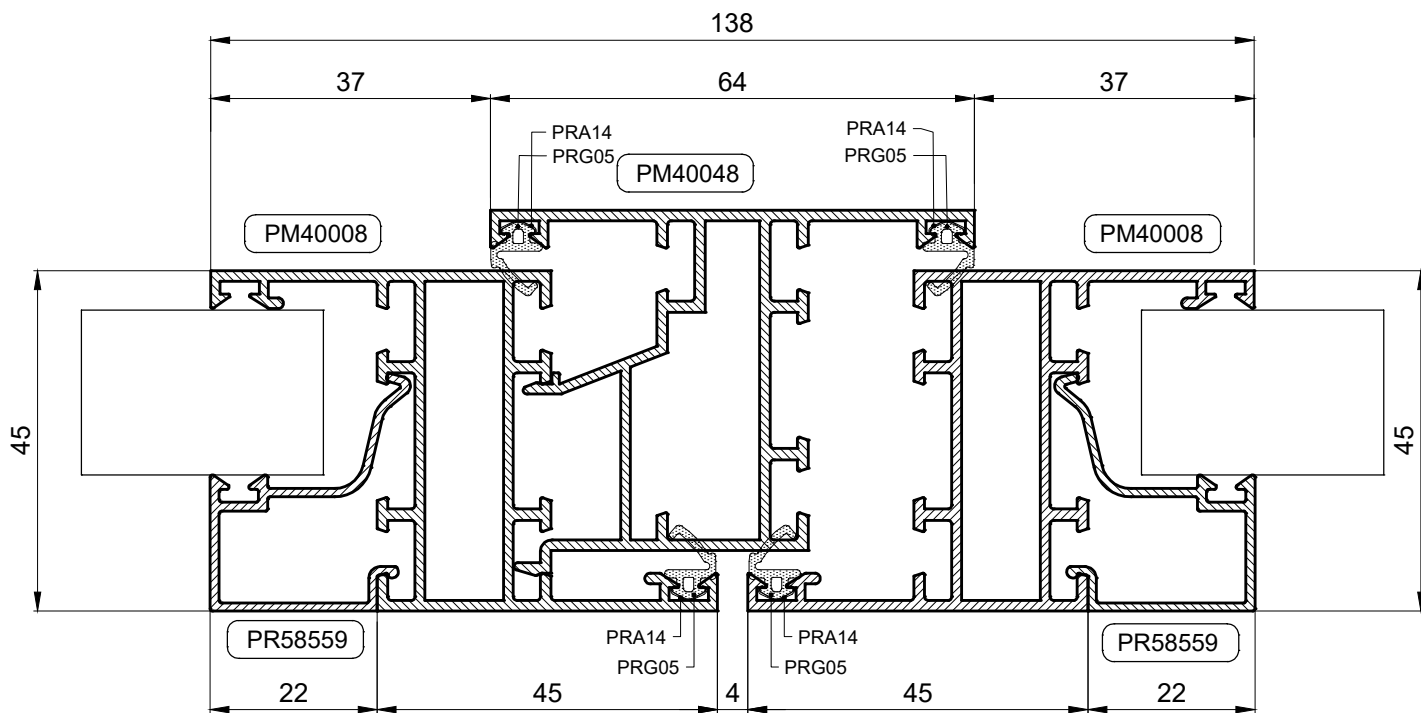 138
37 64 37
PRA14 PRA14
PRG05 PRG05
PM40048
PM40008 PM40008
45 45
PR58559 PRA14 PRA14 PR58559
PRG05 PRG05
22 45 4 45 22